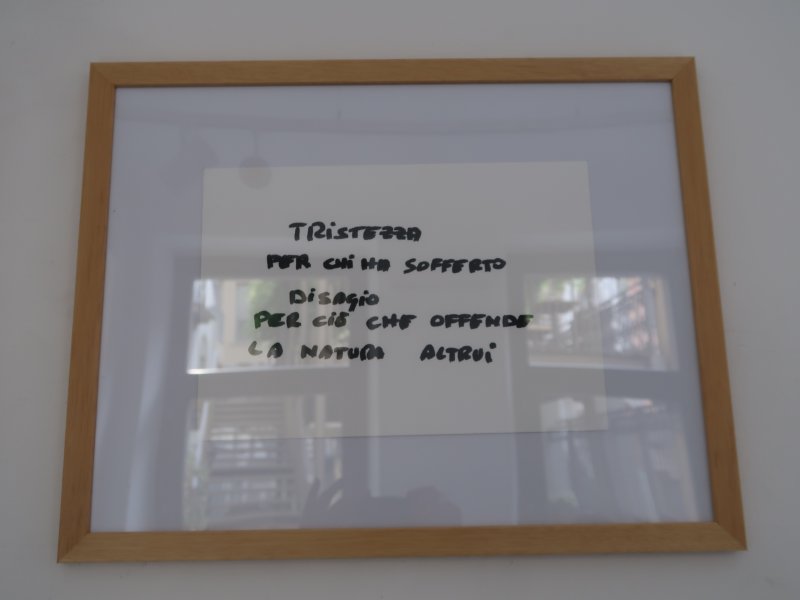 TRiSTEZZA
PER CHi HA SOFFERTO
DiSAGiO
PER CIÒ CHE OFFENDE
LA NATURA ALTRUi